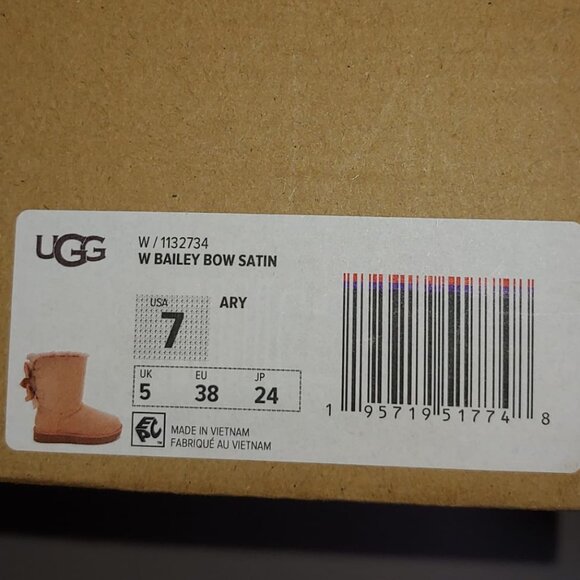 UGG
W / 1132734
W BAILEY BOW SATIN
USA
7
ARY
UK EU JP
5 38 24
MADE IN VIETNAM
FABRIQUÉ AU VIETNAM
1 95719 51774 8